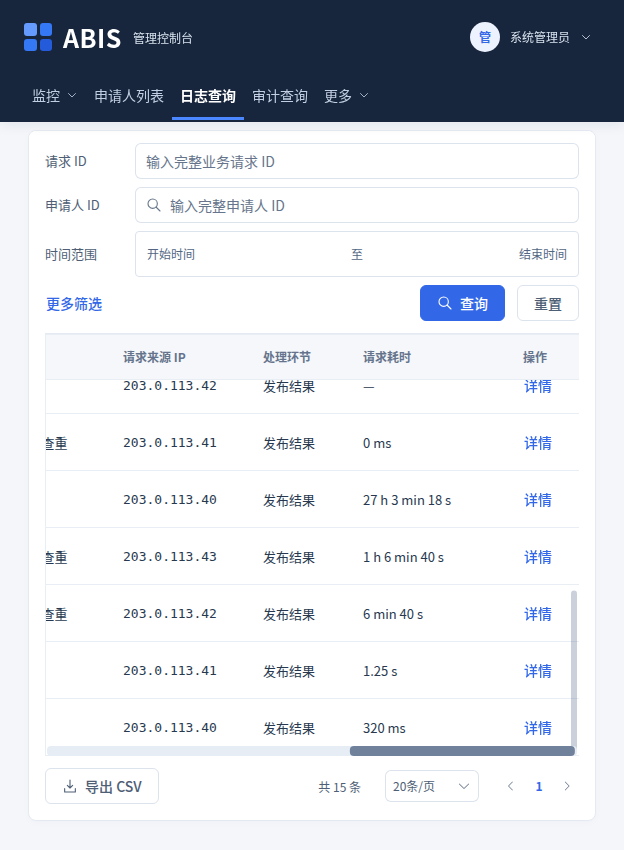 ABIS 管理控制台 管 系统管理员
监控 申请人列表 日志查询 审计查询 更多
请求 ID 输入完整业务请求 ID
申请人 ID 输入完整申请人 ID
时间范围 开始时间 至 结束时间
更多筛选 查询 重置
请求来源 IP 处理环节 请求耗时 操作
203.0.113.42 发布结果 — 详情
查重 203.0.113.41 发布结果 0 ms 详情
203.0.113.40 发布结果 27 h 3 min 18 s 详情
查重 203.0.113.43 发布结果 1 h 6 min 40 s 详情
查重 203.0.113.42 发布结果 6 min 40 s 详情
203.0.113.41 发布结果 1.25 s 详情
203.0.113.40 发布结果 320 ms 详情
导出 CSV 共 15 条 20条/页 1